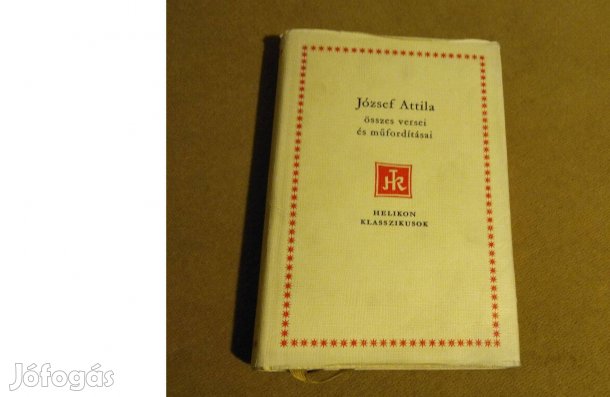 József Attila
összes versei
és műfordításai
HK
HELIKON
KLASSZIKUSOK
Jófogás